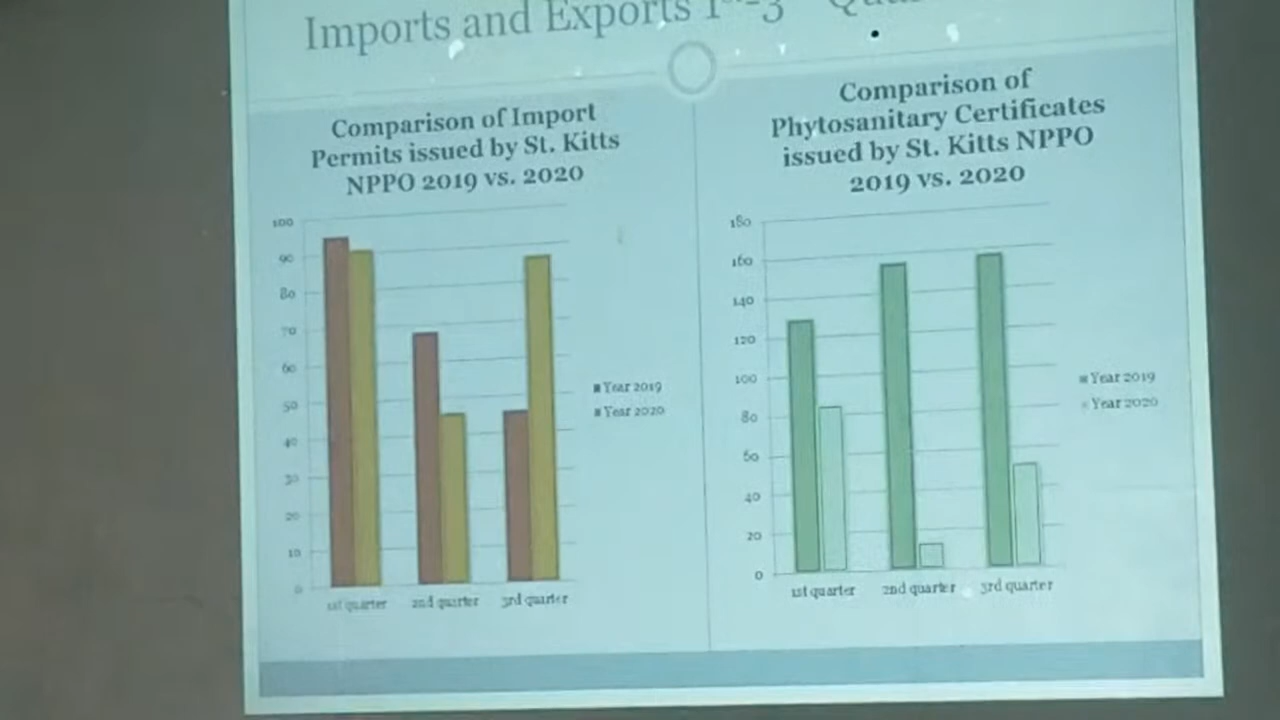 Imports and Exports 1st-3
Comparison of Import
Permits issued by St. Kitts
NPPO 2019 vs. 2020
100
90
80
70
60
50
40
30
20
10
0
1st quarter
2nd quarter
3rd quarter
Year 2019
Year 2020
Comparison of
Phytosanitary Certificates
issued by St. Kitts NPPO
2019 vs. 2020
180
160
140
120
100
80
60
40
20
0
1st quarter
2nd quarter
3rd quarter
Year 2019
Year 2020